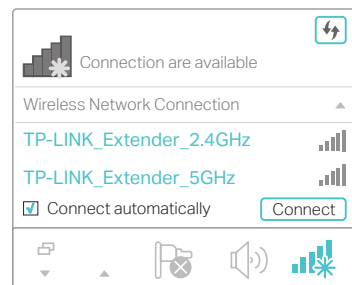 Connection are available
Wireless Network Connection
TP-LINK_Extender_2.4GHz
TP-LINK_Extender_5GHz
Connect automatically
Connect